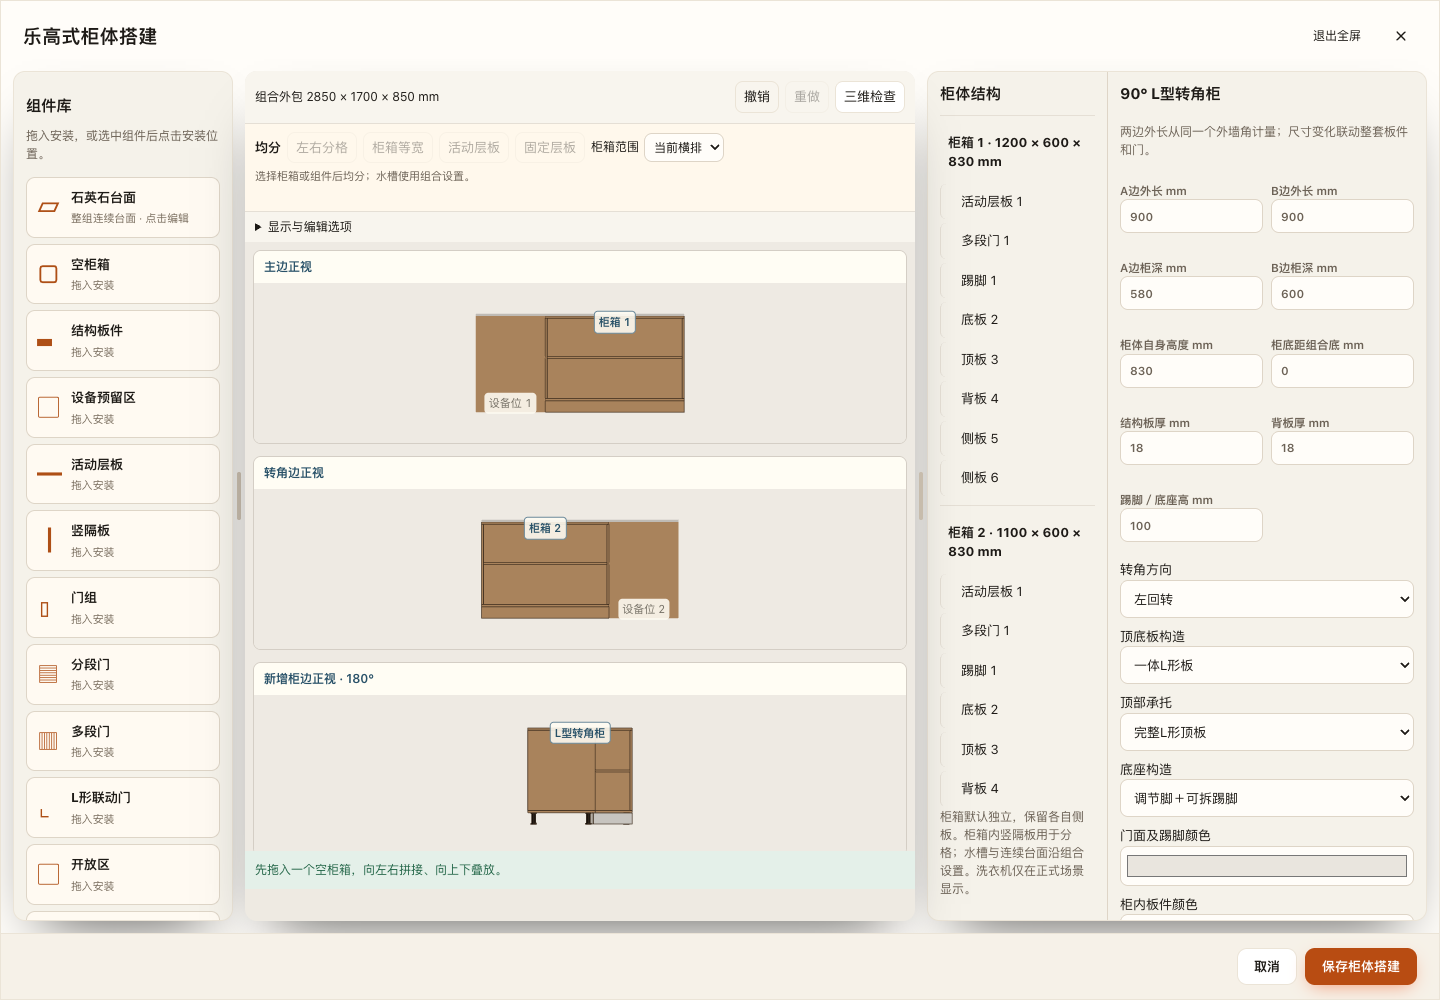 乐高式柜体搭建
退出全屏
组件库
拖入安装，或选中组件后点击安装位
置。
石英石台面
整组连续台面 · 点击编辑
空柜箱
拖入安装
结构板件
拖入安装
设备预留区
拖入安装
活动层板
拖入安装
竖隔板
拖入安装
门组
拖入安装
分段门
拖入安装
多段门
拖入安装
L形联动门
拖入安装
开放区
拖入安装
组合外包 2850 × 1700 × 850 mm
撤销
重做
三维检查
均分
左右分格
柜箱等宽
活动层板
固定层板
柜箱范围
当前横排
选择柜箱或组件后均分；水槽使用组合设置。
显示与编辑选项
主边正视
柜箱 1
设备位 1
转角边正视
柜箱 2
设备位 2
新增柜边正视 · 180°
L型转角柜
先拖入一个空柜箱，向左右拼接、向上下叠放。
柜体结构
柜箱 1 · 1200 × 600 ×
830 mm
活动层板 1
多段门 1
踢脚 1
底板 2
顶板 3
背板 4
侧板 5
侧板 6
柜箱 2 · 1100 × 600 ×
830 mm
活动层板 1
多段门 1
踢脚 1
底板 2
顶板 3
背板 4
柜箱默认独立，保留各自侧
板。柜箱内竖隔板用于分
格；水槽与连续台面沿组合
设置。洗衣机仅在正式场景
显示。
90° L型转角柜
两边外长从同一个外墙角计量；尺寸变化联动整套板件
和门。
A边外长 mm
B边外长 mm
900
900
A边柜深 mm
B边柜深 mm
580
600
柜体自身高度 mm
柜底距组合底 mm
830
0
结构板厚 mm
背板厚 mm
18
18
踢脚 / 底座高 mm
100
转角方向
左回转
顶底板构造
一体L形板
顶部承托
完整L形顶板
底座构造
调节脚＋可拆踢脚
门面及踢脚颜色
柜内板件颜色
取消
保存柜体搭建